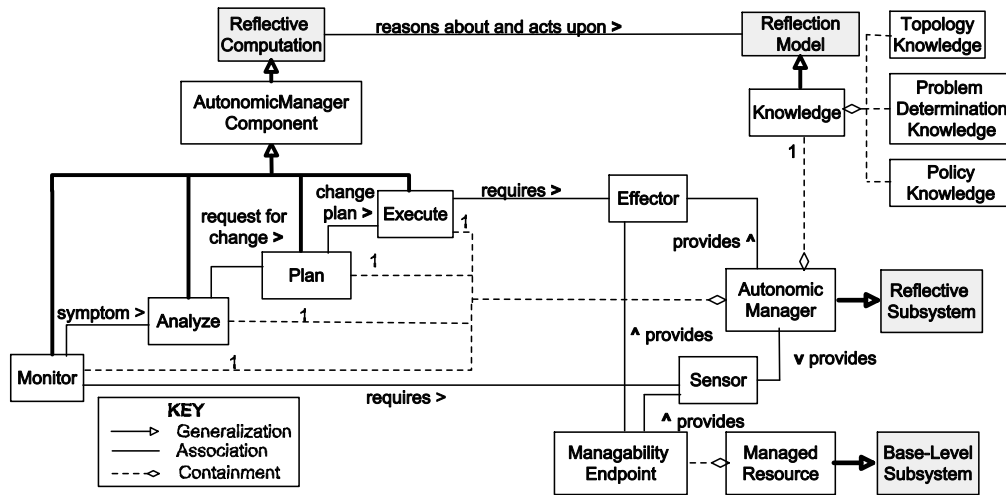 Reflective
Computation
reasons about and acts upon >
Reflection
Model
Topology
Knowledge
AutonomicManager
Component
Knowledge
Problem
Determination
Knowledge
1
Policy
Knowledge
change
plan >
Execute
1
requires >
Effector
request for
change >
provides ^
Plan
1
Autonomic
Manager
Reflective
Subsystem
symptom >
Analyze
1
^ provides
v provides
Monitor
1
Sensor
requires >
^ provides
KEY
Generalization
Association
Containment
Managability
Endpoint
Managed
Resource
Base-Level
Subsystem